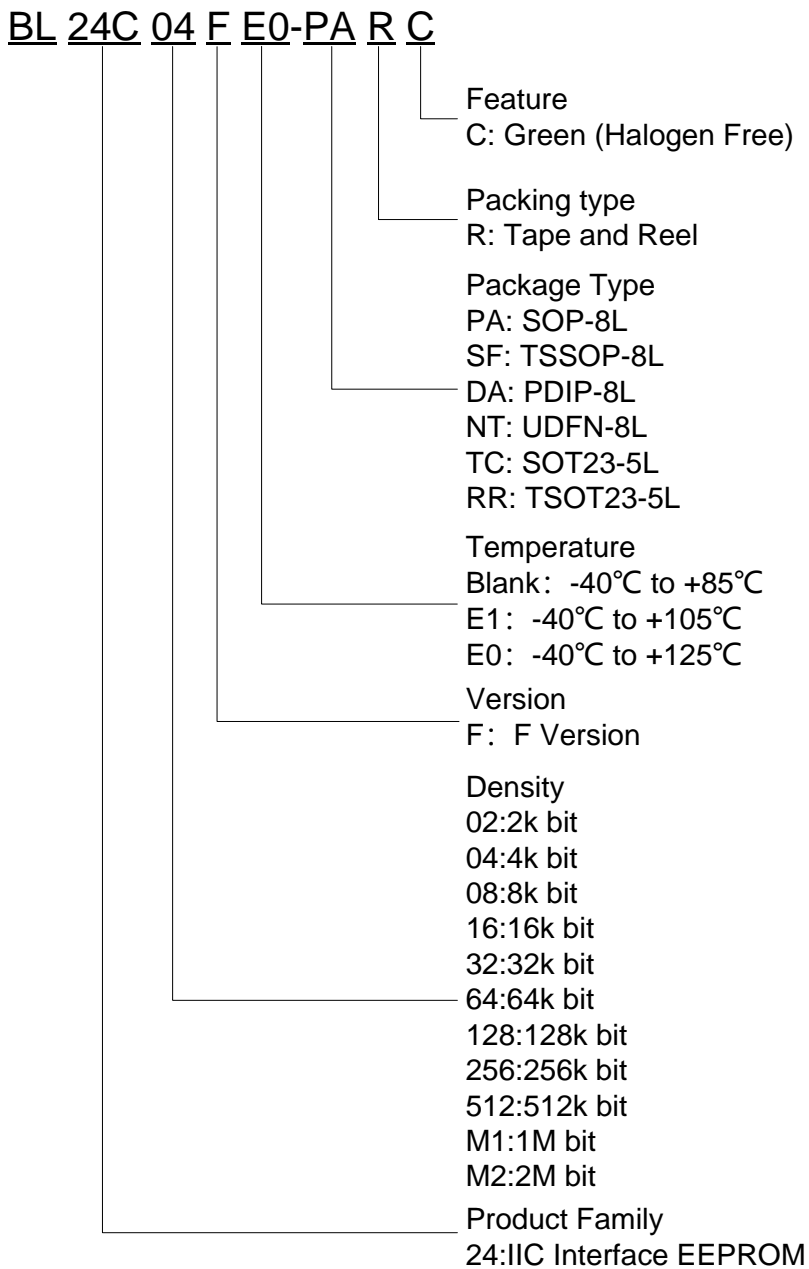 BL 24C 04 F E0-PA R C
Feature
C: Green (Halogen Free)
Packing type
R: Tape and Reel
Package Type
PA: SOP-8L
SF: TSSOP-8L
DA: PDIP-8L
NT: UDFN-8L
TC: SOT23-5L
RR: TSOT23-5L
Temperature
Blank：-40℃ to +85℃
E1：-40℃ to +105℃
E0：-40℃ to +125℃
Version
F：F Version
Density
02:2k bit
04:4k bit
08:8k bit
16:16k bit
32:32k bit
64:64k bit
128:128k bit
256:256k bit
512:512k bit
M1:1M bit
M2:2M bit
Product Family
24:IIC Interface EEPROM